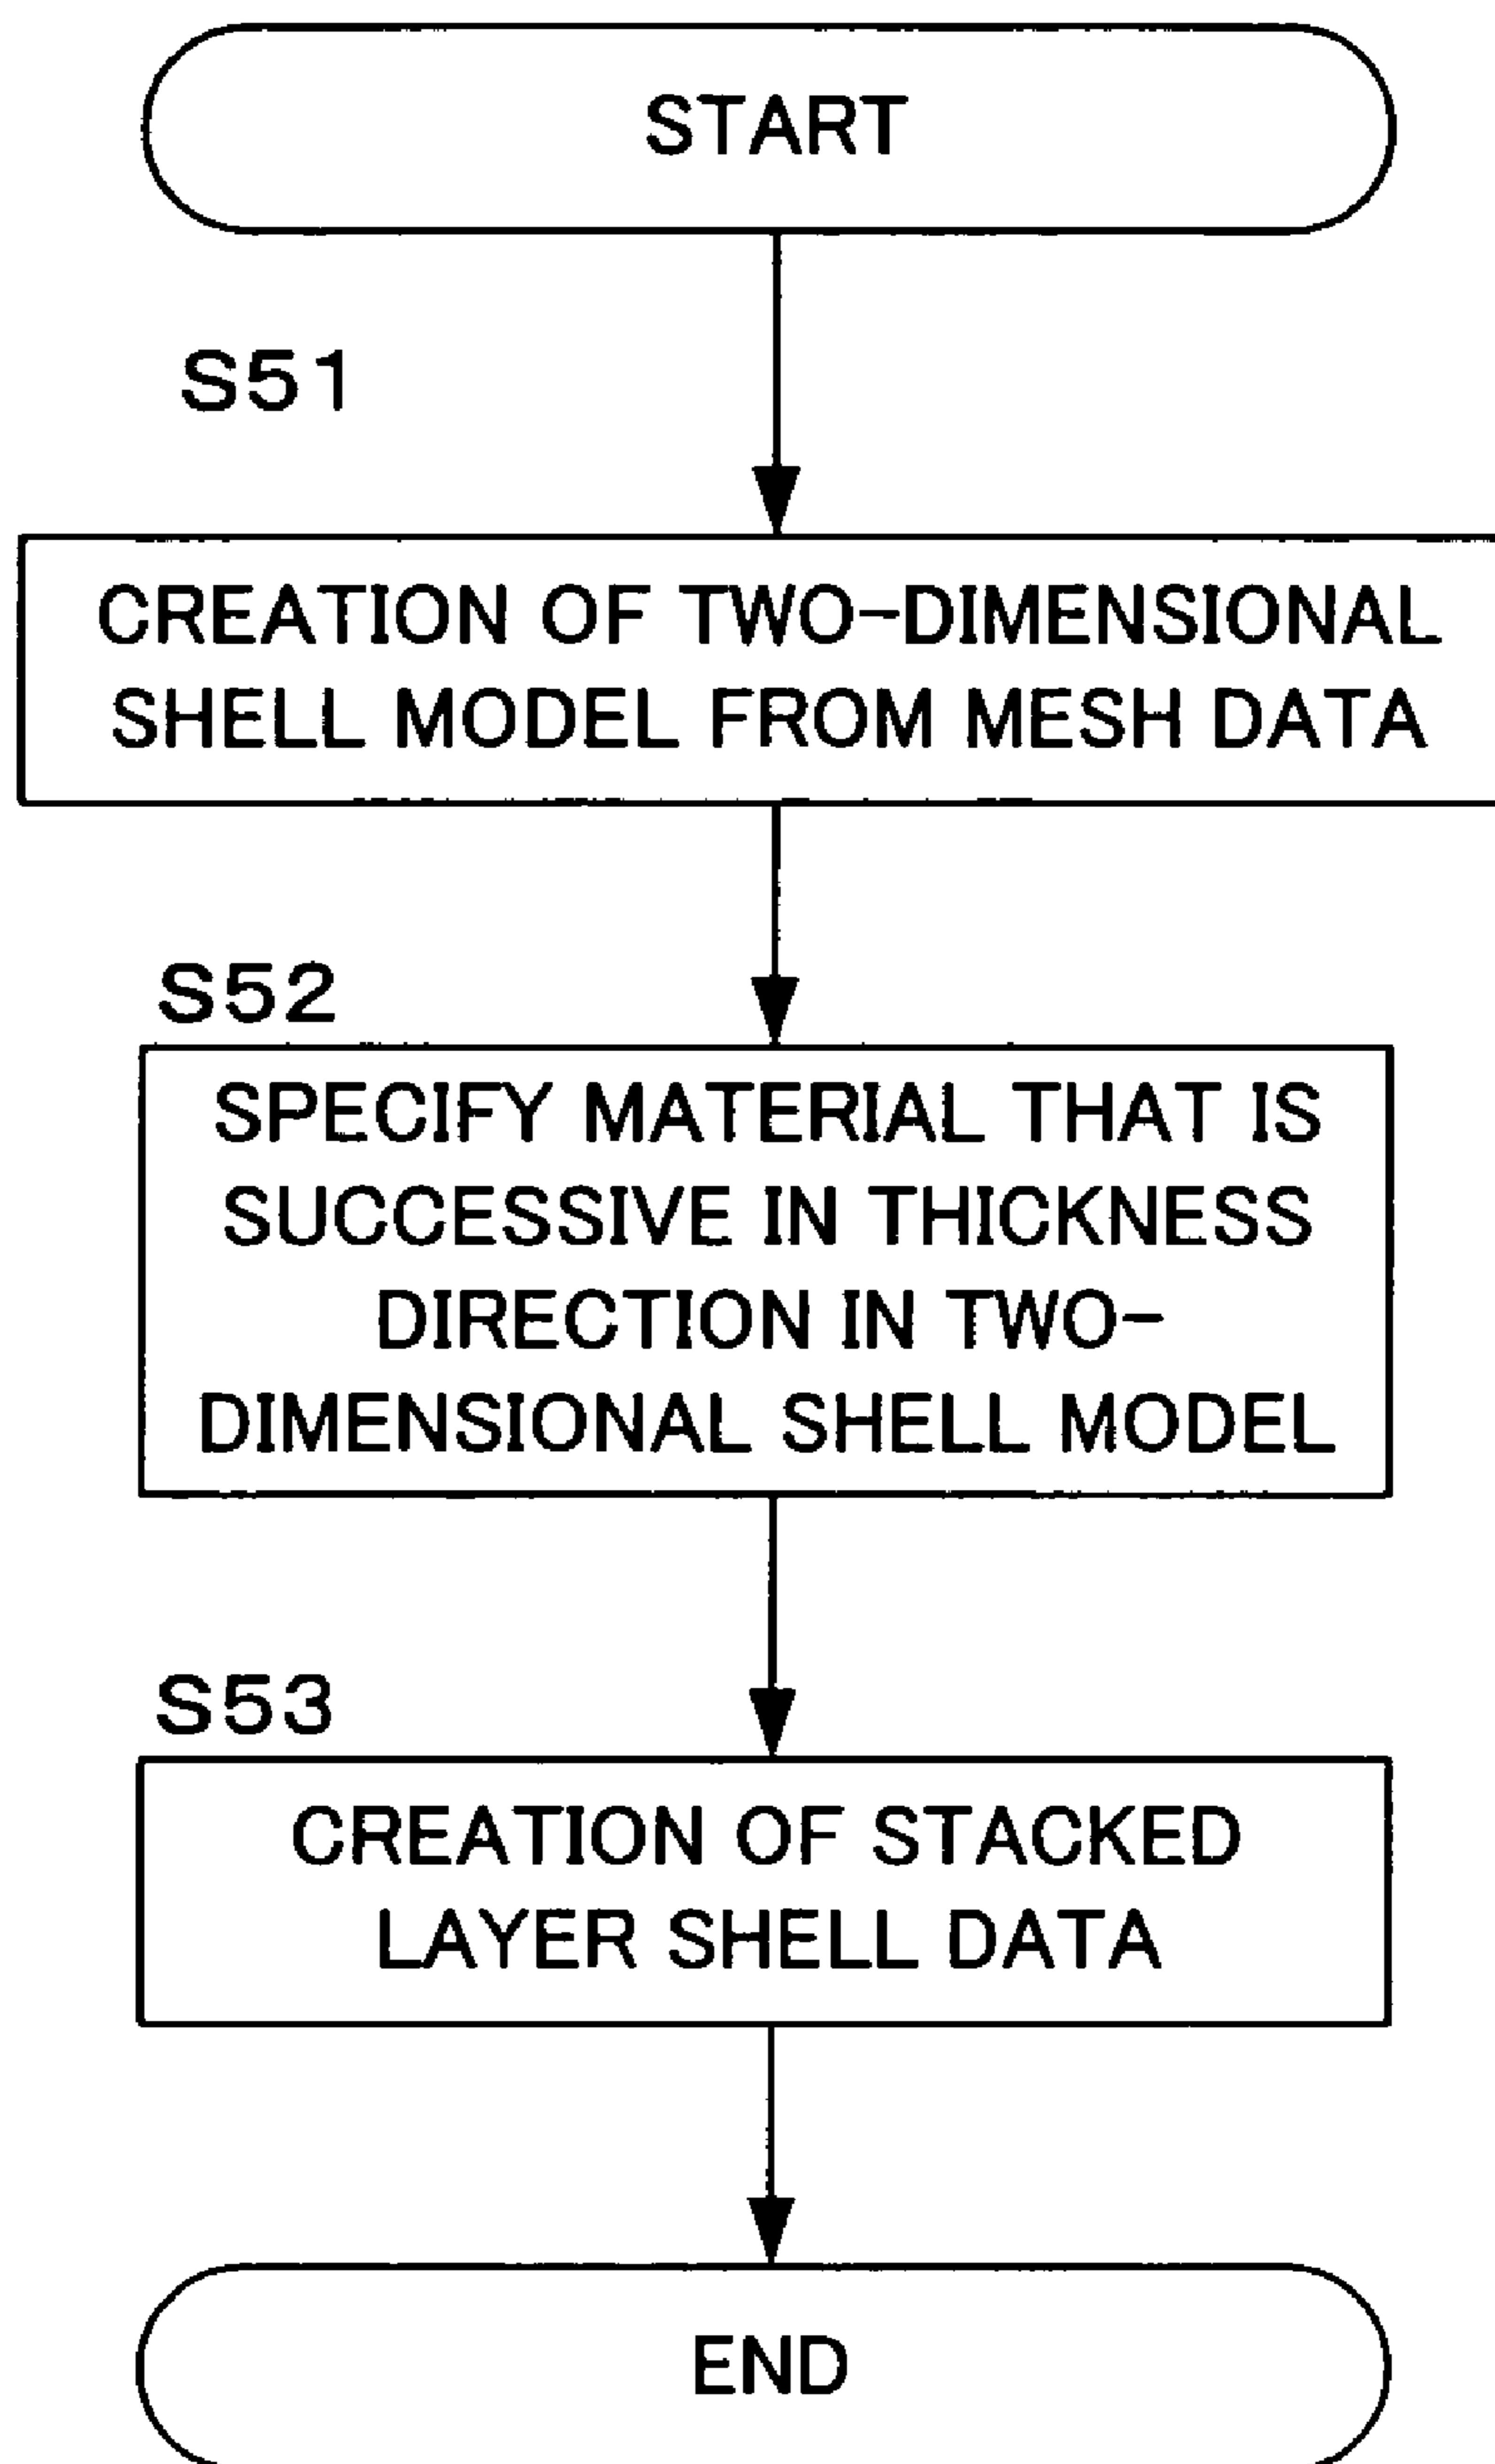 START
S51
CREATION OF TWO-DIMENSIONAL
SHELL MODEL FROM MESH DATA
S52
SPECIFY MATERIAL THAT IS
SUCCESSIVE IN THICKNESS
DIRECTION IN TWO-
DIMENSIONAL SHELL MODEL
S53
CREATION OF STACKED
LAYER SHELL DATA
END